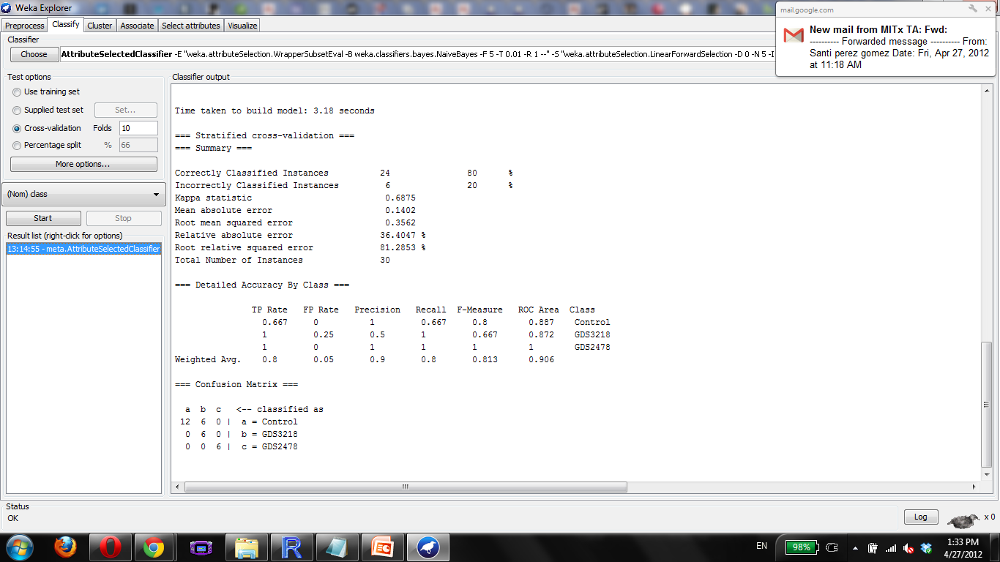 Weka Explorer
mail.google.com
New mail from MITx TA: Fwd:
---------- Forwarded message ---------- From:
Santi perez gomez Date: Fri, Apr 27, 2012
at 11:18 AM
Preprocess Classify Cluster Associate Select attributes Visualize
Classifier
Choose AttributeSelectedClassifier -E "weka.attributeSelection.WrapperSubsetEval -B weka.classifiers.bayes.NaiveBayes -F 5 -T 0.01 -R 1 --" -S "weka.attributeSelection.LinearForwardSelection -D 0 -N 5 -I
Test options
Use training set
Supplied test set Set...
Cross-validation Folds 10
Percentage split % 66
More options...
(Nom) class
Start Stop
Result list (right-click for options)
13:14:55 - meta.AttributeSelectedClassifier
Classifier output
Time taken to build model: 3.18 seconds
=== Stratified cross-validation ===
=== Summary ===
Correctly Classified Instances 24 80 %
Incorrectly Classified Instances 6 20 %
Kappa statistic 0.6875
Mean absolute error 0.1402
Root mean squared error 0.3562
Relative absolute error 36.4047 %
Root relative squared error 81.2853 %
Total Number of Instances 30
=== Detailed Accuracy By Class ===
TP Rate FP Rate Precision Recall F-Measure ROC Area Class
0.667 0 1 0.667 0.8 0.887 Control
1 0.25 0.5 1 0.667 0.872 GDS3218
1 0 1 1 1 1 GDS2478
Weighted Avg. 0.8 0.05 0.9 0.8 0.813 0.906
=== Confusion Matrix ===
a b c <-- classified as
12 6 0 | a = Control
0 6 0 | b = GDS3218
0 0 6 | c = GDS2478
Status
OK
Log x 0
EN 98% 1:33 PM
4/27/2012